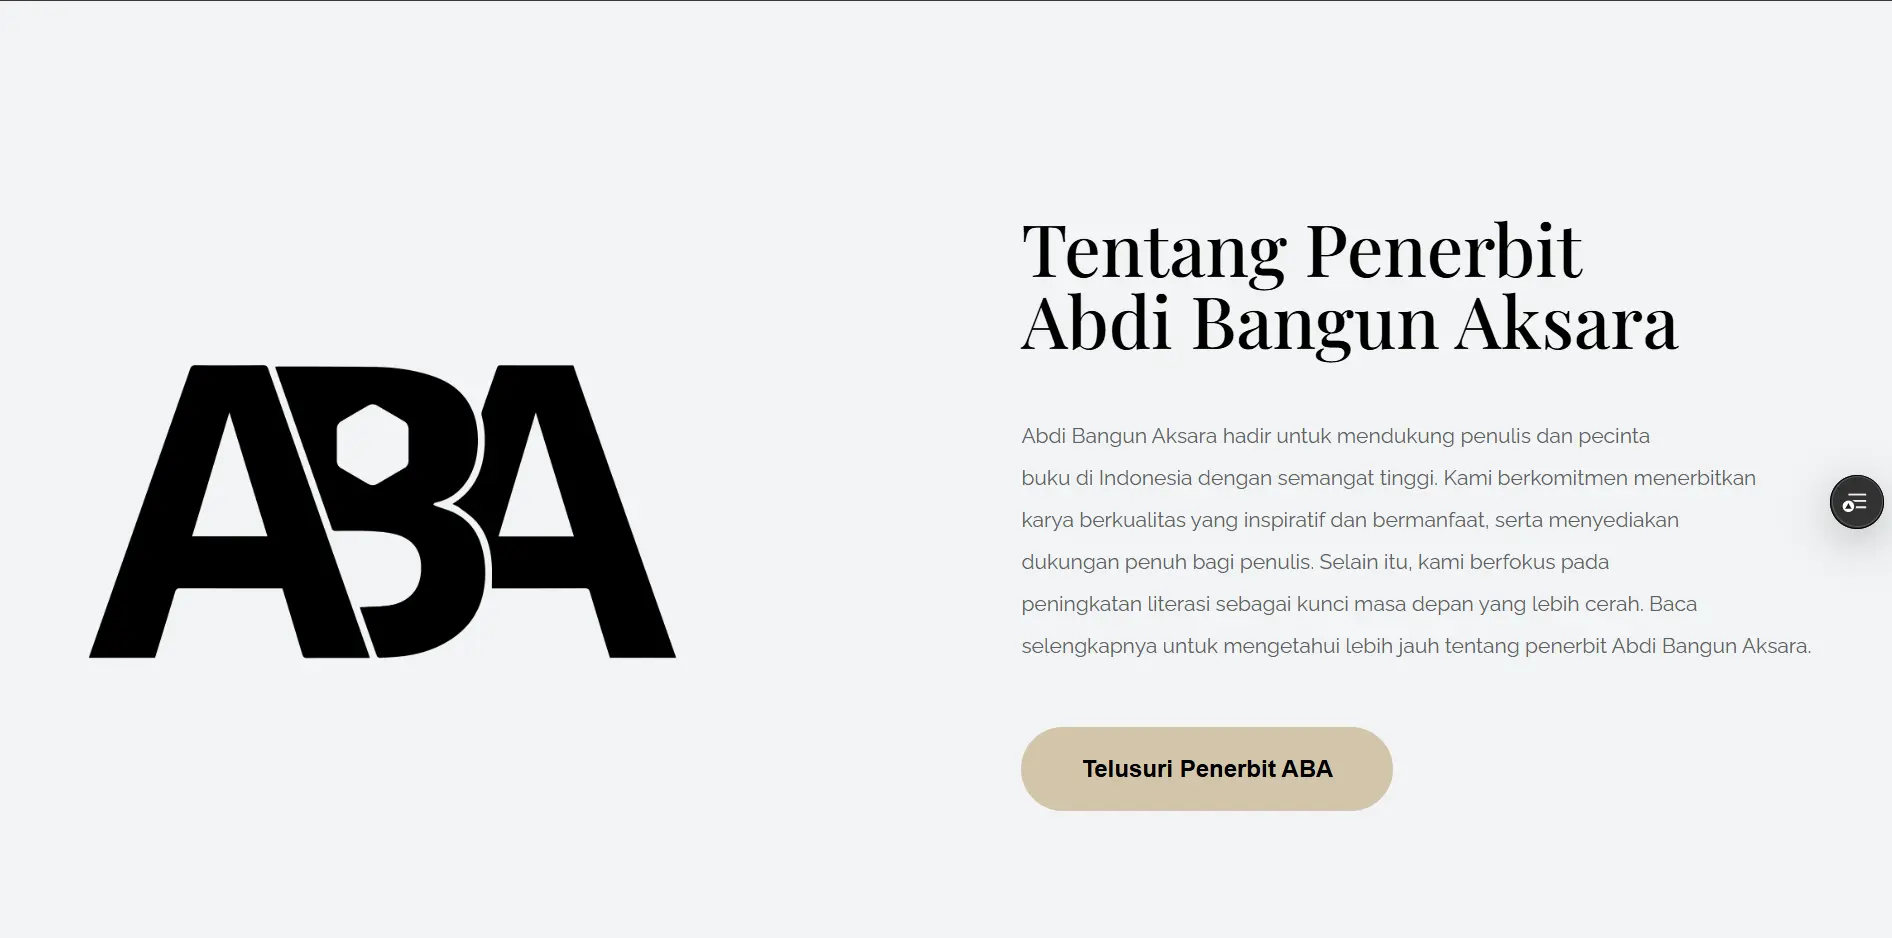 ABA
Tentang Penerbit
Abdi Bangun Aksara
Abdi Bangun Aksara hadir untuk mendukung penulis dan pecinta
buku di Indonesia dengan semangat tinggi. Kami berkomitmen menerbitkan
karya berkualitas yang inspiratif dan bermanfaat, serta menyediakan
dukungan penuh bagi penulis. Selain itu, kami berfokus pada
peningkatan literasi sebagai kunci masa depan yang lebih cerah. Baca
selengkapnya untuk mengetahui lebih jauh tentang penerbit Abdi Bangun Aksara.
Telusuri Penerbit ABA